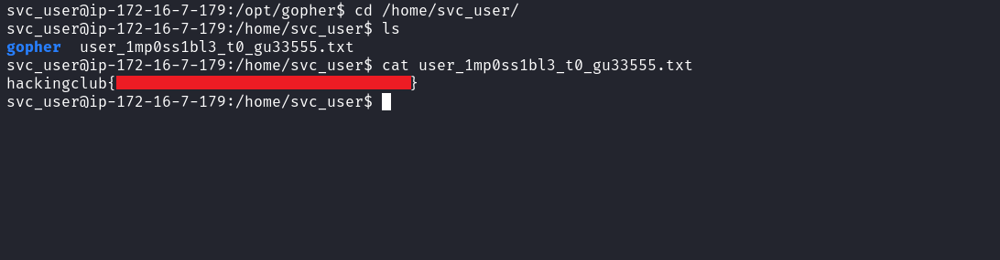 svc_user@ip-172-16-7-179:/opt/gopher$ cd /home/svc_user/
svc_user@ip-172-16-7-179:/home/svc_user$ ls
gopher  user_1mp0ss1bl3_t0_gu33555.txt
svc_user@ip-172-16-7-179:/home/svc_user$ cat user_1mp0ss1bl3_t0_gu33555.txt
hackingclub{}
svc_user@ip-172-16-7-179:/home/svc_user$